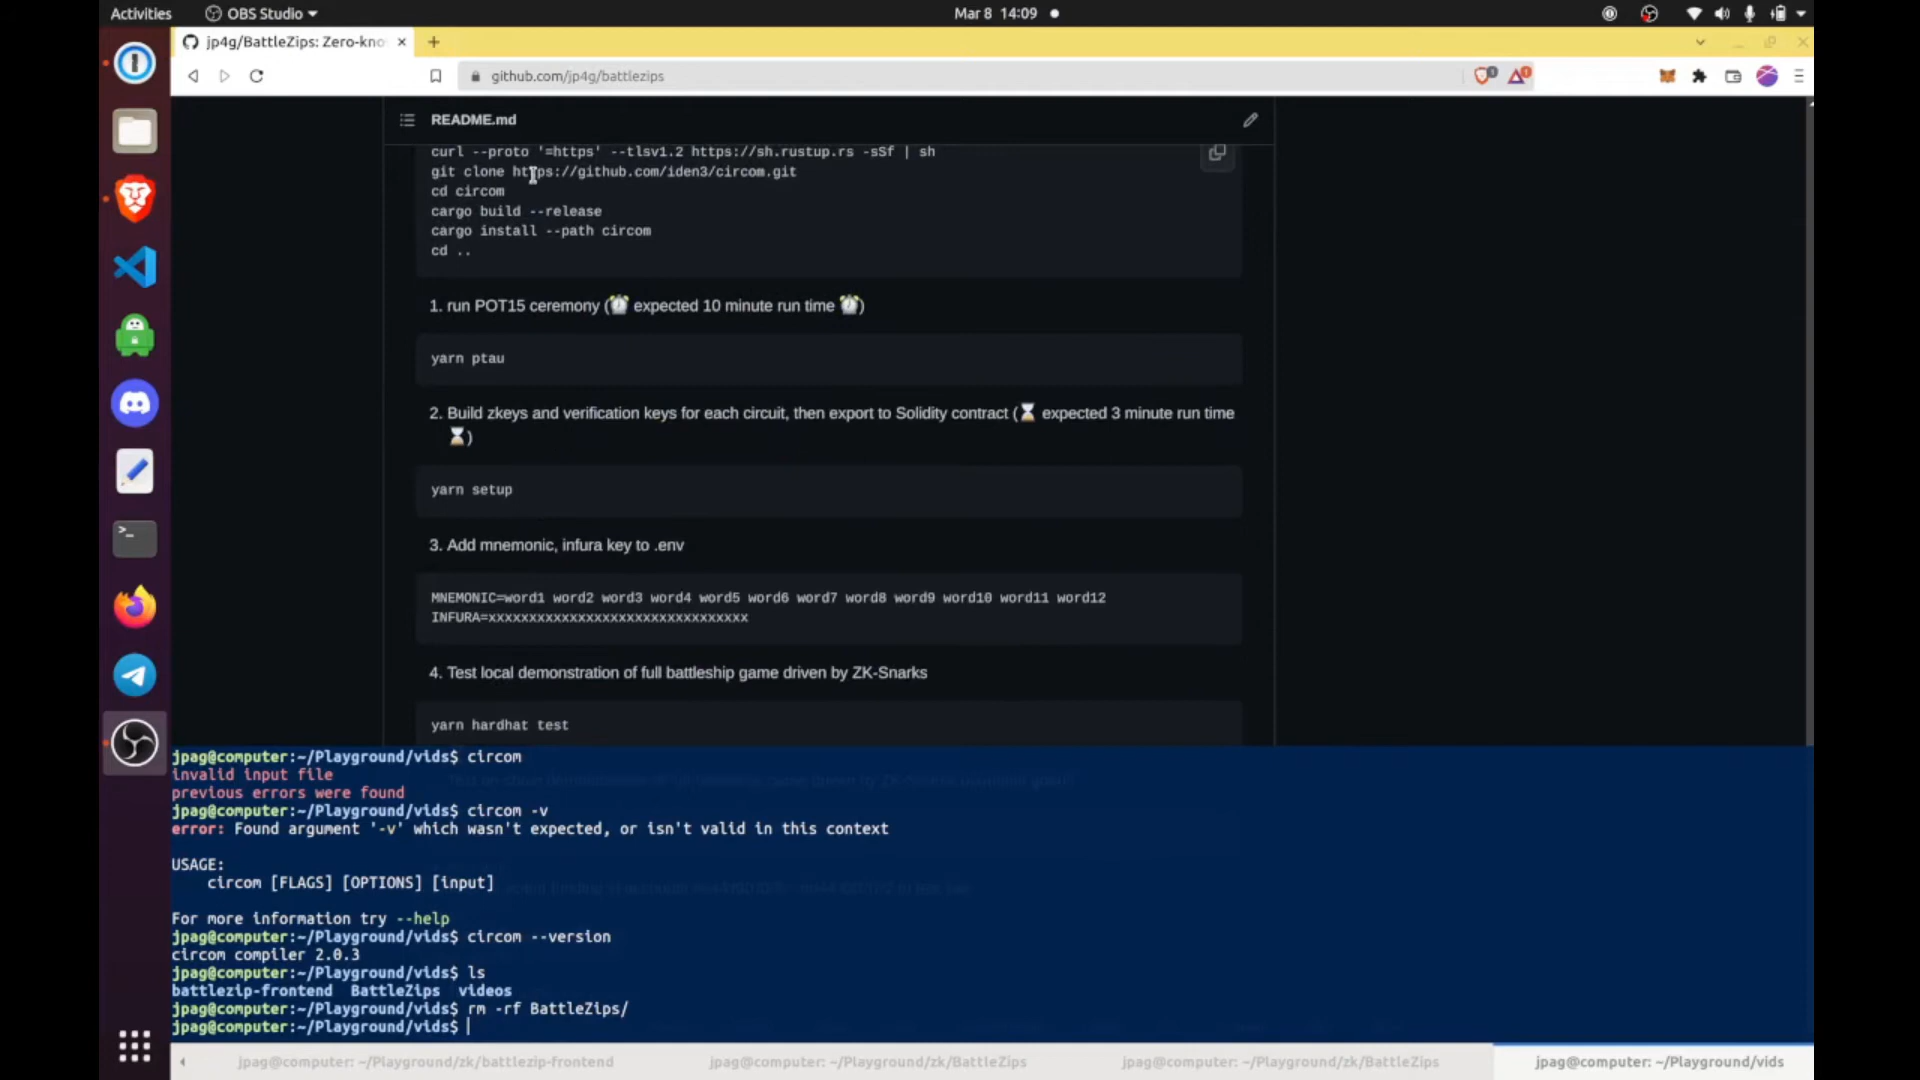 Activities
OBS Studio
Mar 8 14:09
jp4g/BattleZips: Zero-kno
github.com/jp4g/battlezips
README.md
curl --proto '=https' --tlsv1.2 https://sh.rustup.rs -sSf | sh
git clone https://github.com/iden3/circom.git
cd circom
cargo build --release
cargo install --path circom
cd ..
1. run POT15 ceremony (⏰ expected 10 minute run time ⏰)
yarn ptau
2. Build zkeys and verification keys for each circuit, then export to Solidity contract (⌛ expected 3 minute run time
⌛)
yarn setup
3. Add mnemonic, infura key to .env
MNEMONIC=word1 word2 word3 word4 word5 word6 word7 word8 word9 word10 word11 word12
INFURA=xxxxxxxxxxxxxxxxxxxxxxxxxxxxxxxx
4. Test local demonstration of full battleship game driven by ZK-Snarks
yarn hardhat test
jpag@computer:~/Playground/vids$ circom
invalid input file
previous errors were found
jpag@computer:~/Playground/vids$ circom -v
error: Found argument '-v' which wasn't expected, or isn't valid in this context
USAGE:
circom [FLAGS] [OPTIONS] [input]
For more information try --help
jpag@computer:~/Playground/vids$ circom --version
circom compiler 2.0.3
jpag@computer:~/Playground/vids$ ls
battlezip-frontend BattleZips videos
jpag@computer:~/Playground/vids$ rm -rf BattleZips/
jpag@computer:~/Playground/vids$
jpag@computer: ~/Playground/zk/battlezip-frontend
jpag@computer: ~/Playground/zk/BattleZips
jpag@computer: ~/Playground/zk/BattleZips
jpag@computer: ~/Playground/vids